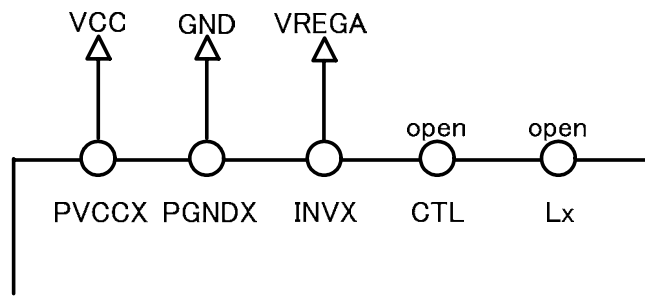 VCC GND VREGA
open open
PVCCX PGNDX INVX CTL Lx